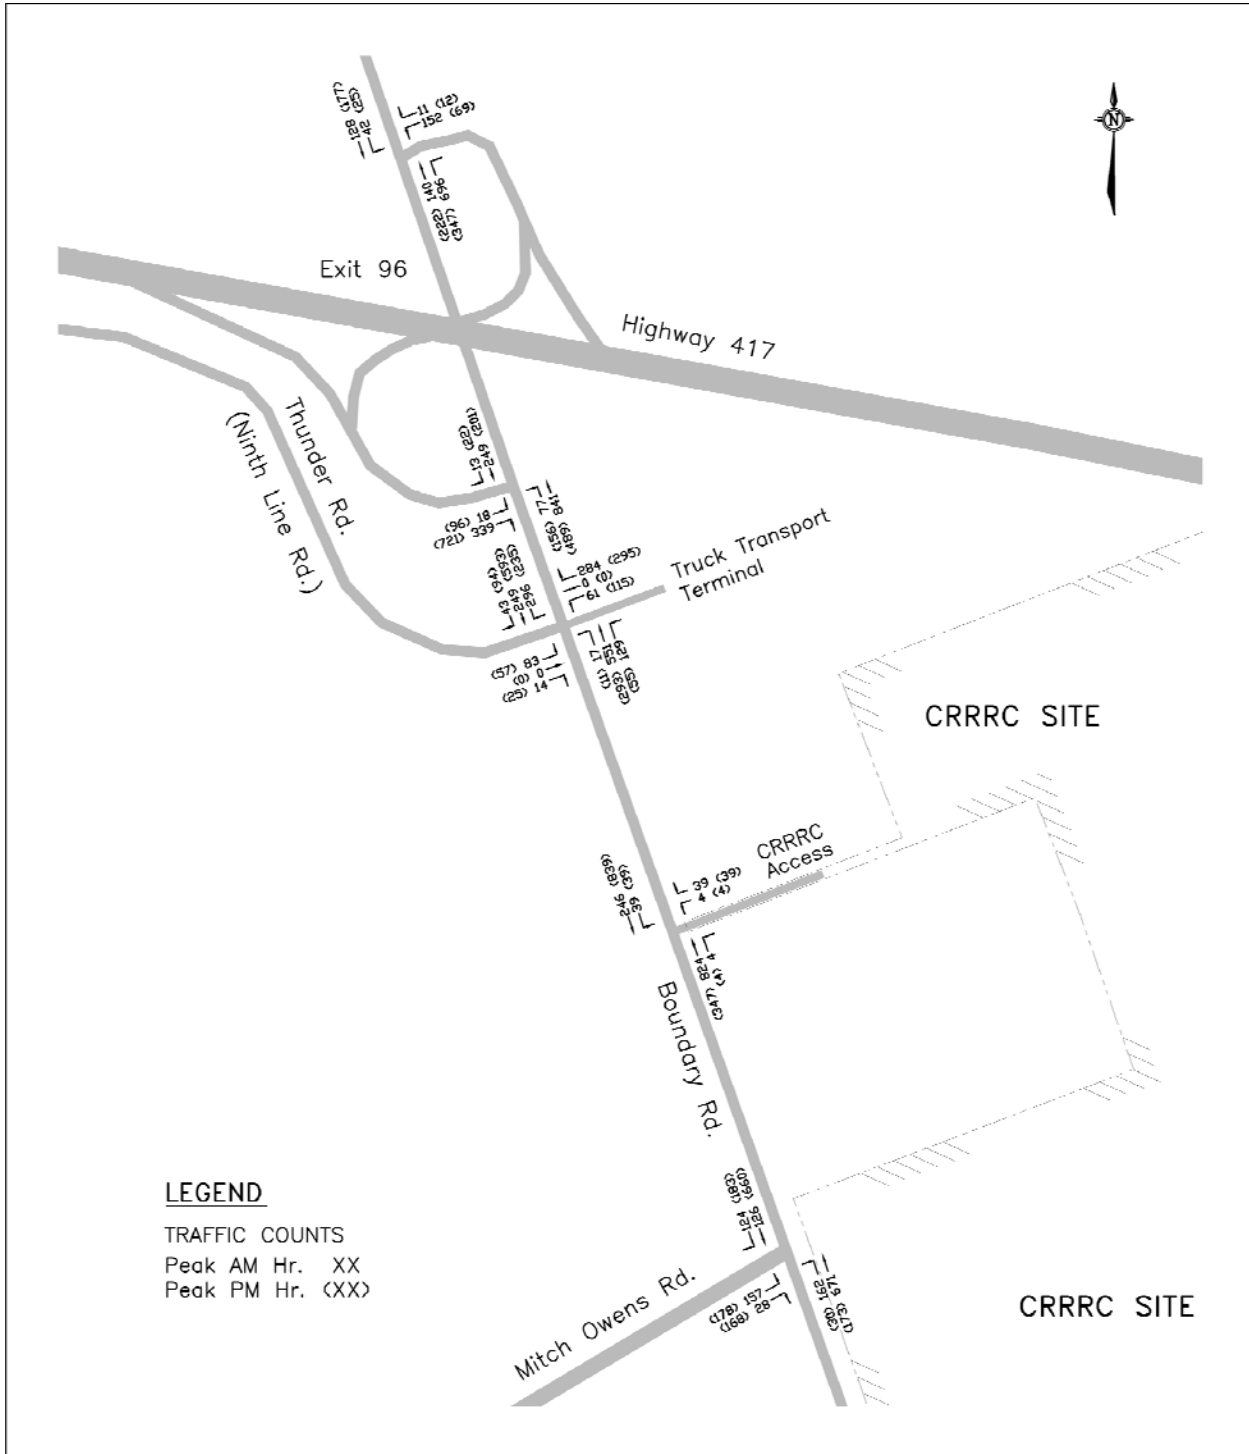 128 (177)
42 (25)
11 (12)
152 (69)
N
(222) 140
(347) 696
Exit 96
Highway 417
Thunder Rd.
(Ninth Line Rd.)
13 (22)
249 (201)
(96) 18
(721) 339
(156) 77
(489) 841
43 (94)
249 (593)
296 (235)
284 (295)
0 (0)
61 (115)
Truck Transport
Terminal
(57) 83
(0) 0
(25) 14
(11) 17
(293) 551
(55) 129
CRRRC SITE
246 (839)
39 (39)
39 (39)
4 (4)
CRRRC
Access
(347) 824
(4) 4
Boundary Rd.
124 (183)
126 (660)
(178) 157
(168) 28
(30) 162
(173) 671
Mitch Owens Rd.
CRRRC SITE
LEGEND
TRAFFIC COUNTS
Peak AM Hr. XX
Peak PM Hr. (XX)